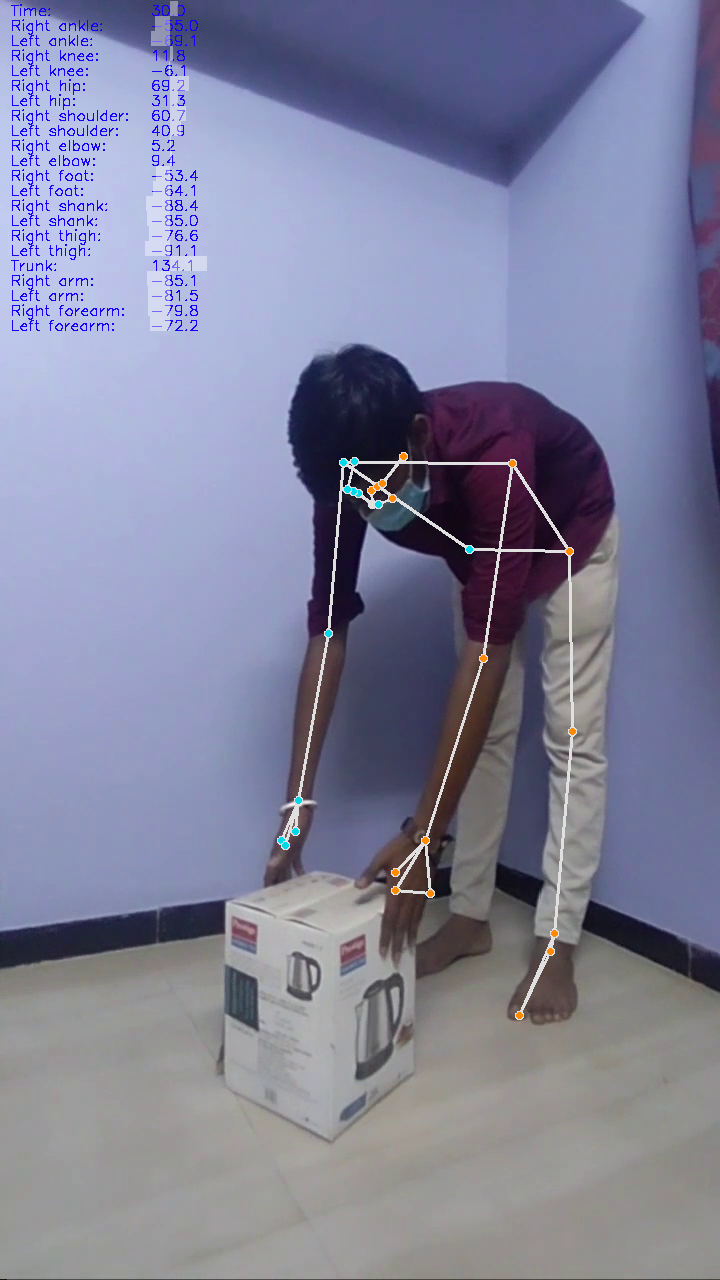 Time: 30.0
Right ankle: -55.0
Left ankle: -69.1
Right knee: 11.8
Left knee: -6.1
Right hip: 69.2
Left hip: 31.3
Right shoulder: 60.7
Left shoulder: 40.9
Right elbow: 5.2
Left elbow: 9.4
Right foot: -53.4
Left foot: -64.1
Right shank: -88.4
Left shank: -85.0
Right thigh: -76.6
Left thigh: -91.1
Trunk: 134.1
Right arm: -85.1
Left arm: -81.5
Right forearm: -79.8
Left forearm: -72.2
Prestige
Prestige